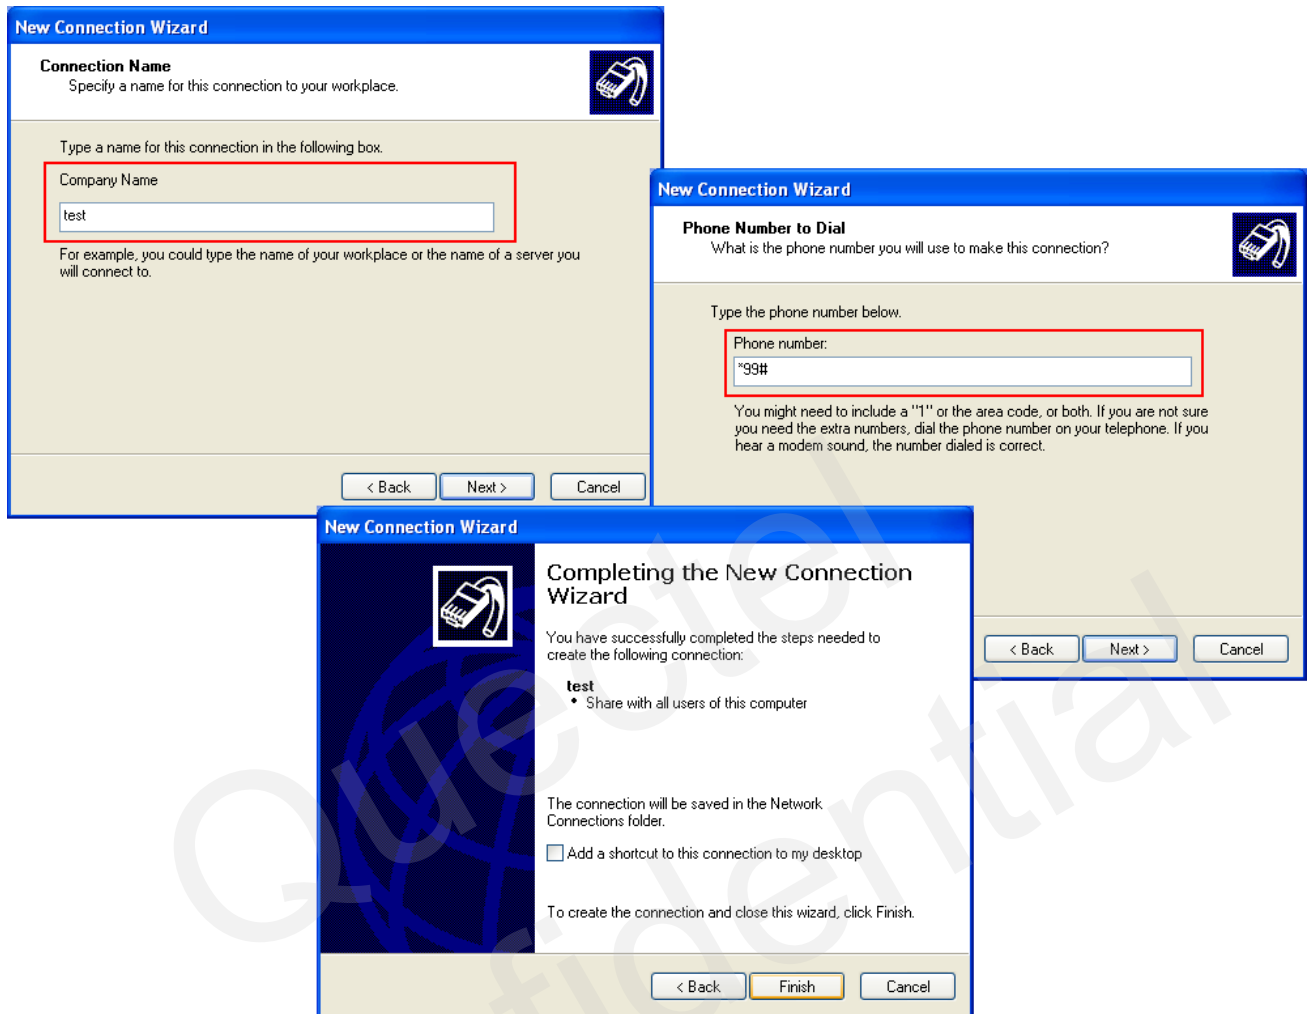 New Connection Wizard
Connection Name
Specify a name for this connection to your workplace.
Type a name for this connection in the following box.
Company Name
test
For example, you could type the name of your workplace or the name of a server you
will connect to.
< Back
Next >
Cancel
New Connection Wizard
Phone Number to Dial
What is the phone number you will use to make this connection?
Type the phone number below.
Phone number:
*99#
You might need to include a "1" or the area code, or both. If you are not sure
you need the extra numbers, dial the phone number on your telephone. If you
hear a modem sound, the number dialed is correct.
< Back
Next >
Cancel
New Connection Wizard
Completing the New Connection
Wizard
You have successfully completed the steps needed to
create the following connection:
test
• Share with all users of this computer
The connection will be saved in the Network
Connections folder.
Add a shortcut to this connection to my desktop
To create the connection and close this wizard, click Finish.
< Back
Finish
Cancel
Quectel
fidential